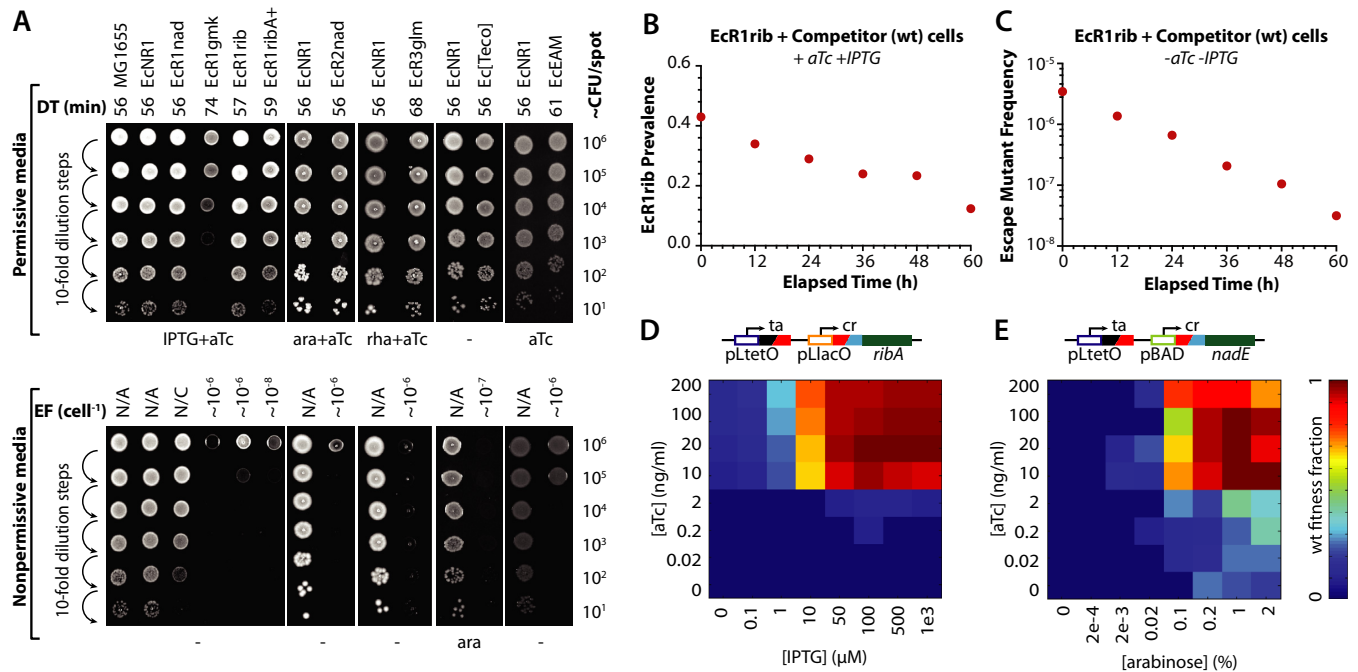 A
MG1655
EcNR1
EcR1nad
EcR1gmk
EcR1rib
EcR1ribA+
EcNR1
EcR2nad
EcNR1
EcR3glm
EcNR1
Ec[Teco]
EcNR1
EcEAM
~CFU/spot
DT (min)
56 56 56 74 57 59 56 56 56 68 56 56 56 61
Permissive media
10-fold dilution steps
10⁶
10⁵
10⁴
10³
10²
10¹
IPTG+aTc
ara+aTc
rha+aTc
-
aTc
EF (cell⁻¹)
N/A N/A N/C ~10⁻⁶ ~10⁻⁶ ~10⁻⁸ N/A ~10⁻⁶ N/A ~10⁻⁶ N/A ~10⁻⁷ N/A ~10⁻⁶
Nonpermissive media
10-fold dilution steps
10⁶
10⁵
10⁴
10³
10²
10¹
-
-
-
ara
-
B
EcR1rib + Competitor (wt) cells
+ aTc +IPTG
EcR1rib Prevalence
0.6
0.4
0.2
0.0
0 12 24 36 48 60
Elapsed Time (h)
C
EcR1rib + Competitor (wt) cells
-aTc -IPTG
Escape Mutant Frequency
10⁻⁵
10⁻⁶
10⁻⁷
10⁻⁸
0 12 24 36 48 60
Elapsed Time (h)
D
ta cr
pLtetO pLlacO ribA
[aTc] (ng/ml)
200
100
20
10
2
0.2
0.02
0
0 0.1 1 10 50 100 500 1e3
[IPTG] (µM)
E
ta cr
pLtetO pBAD nadE
[aTc] (ng/ml)
200
100
20
10
2
0.2
0.02
0
0 2e-4 2e-3 0.02 0.1 0.2 1 2
[arabinose] (%)
1
wt fitness fraction
0